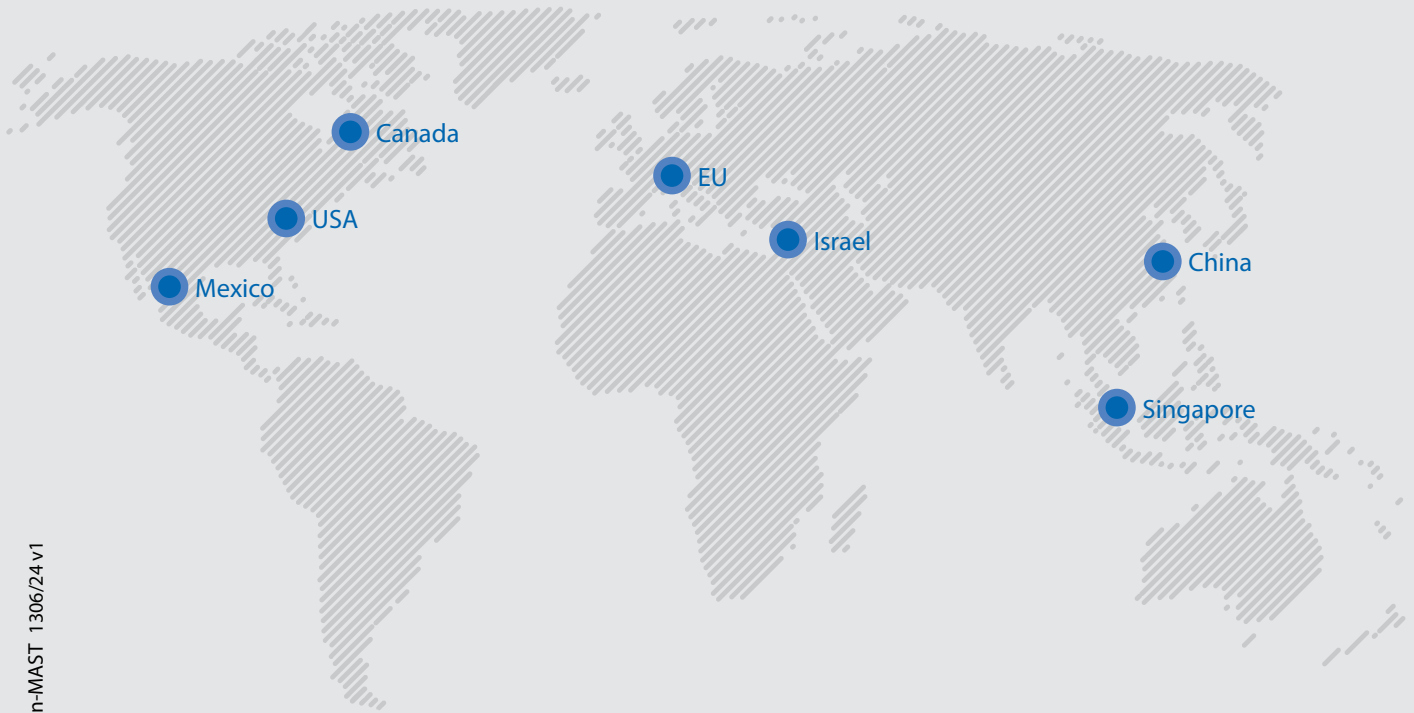 Canada
EU
USA
Israel
China
Mexico
Singapore
n-MAST 1306/24 v1